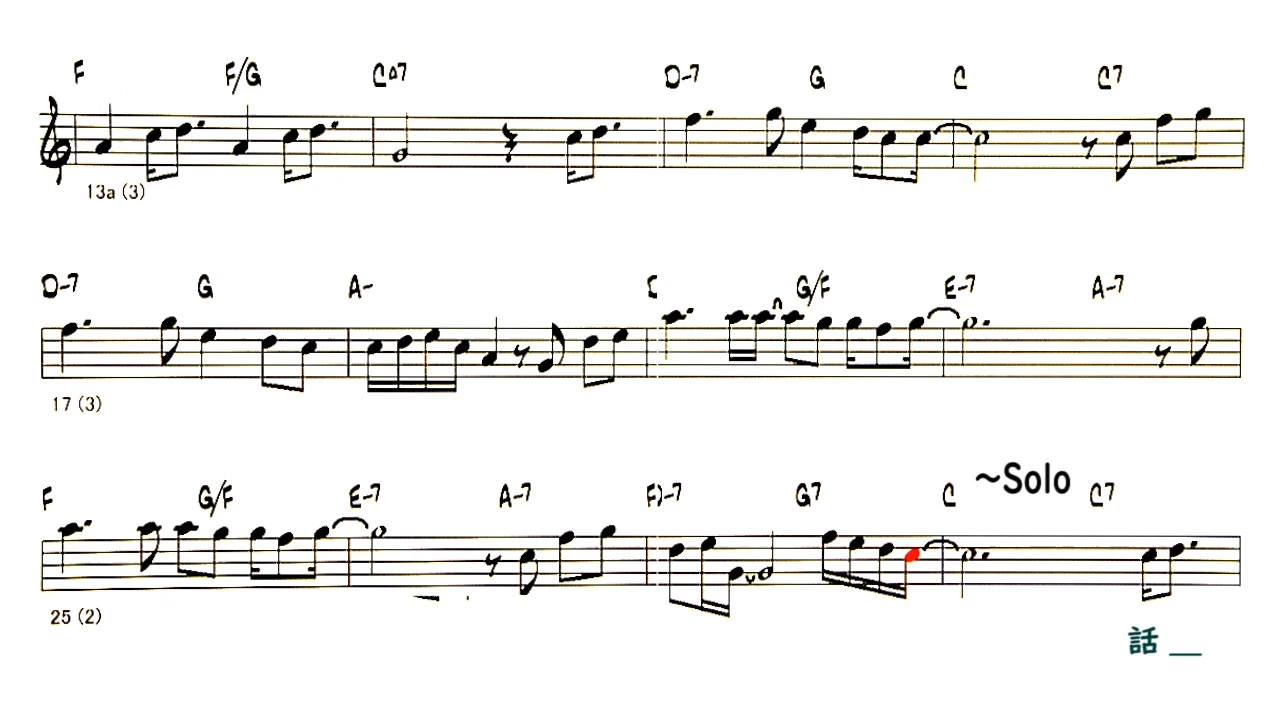 F F/G C△7 D-7 G C C7
13a (3)
D-7 G A- G/F E-7 A-7
17 (3)
~Solo
F G/F E-7 A-7 D-7 G7 C C7
25 (2)
話 __